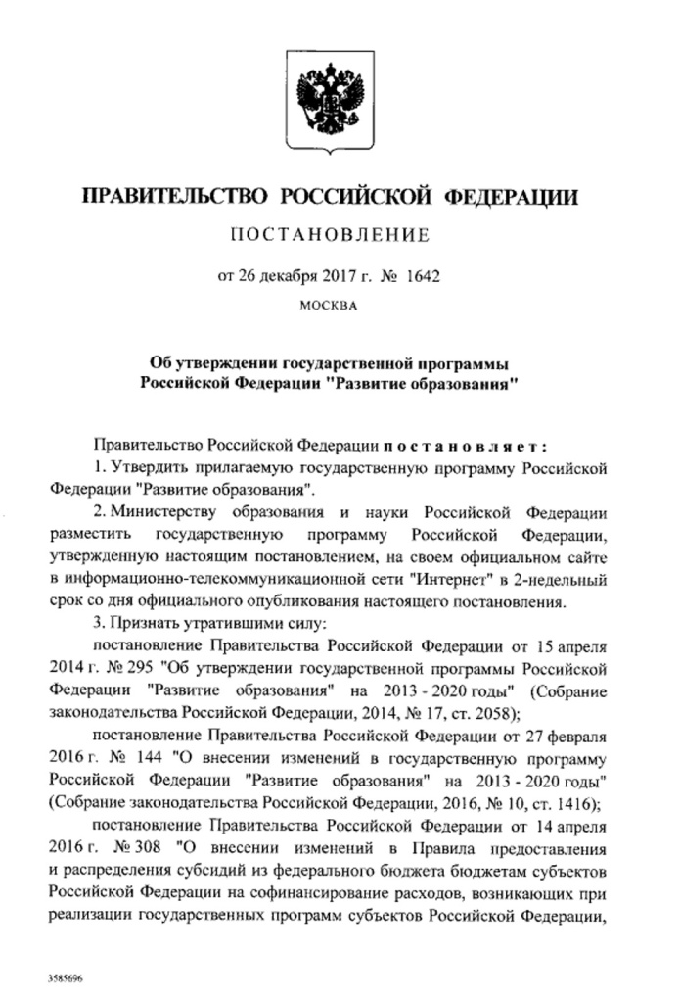 ПРАВИТЕЛЬСТВО РОССИЙСКОЙ ФЕДЕРАЦИИ
ПОСТАНОВЛЕНИЕ
от 26 декабря 2017 г. № 1642
МОСКВА
Об утверждении государственной программы
Российской Федерации "Развитие образования"
Правительство Российской Федерации постановляет:
1. Утвердить прилагаемую государственную программу Российской
Федерации "Развитие образования".
2. Министерству образования и науки Российской Федерации
разместить государственную программу Российской Федерации,
утвержденную настоящим постановлением, на своем официальном сайте
в информационно-телекоммуникационной сети "Интернет" в 2-недельный
срок со дня официального опубликования настоящего постановления.
3. Признать утратившими силу:
постановление Правительства Российской Федерации от 15 апреля
2014 г. № 295 "Об утверждении государственной программы Российской
Федерации "Развитие образования" на 2013 - 2020 годы" (Собрание
законодательства Российской Федерации, 2014, № 17, ст. 2058);
постановление Правительства Российской Федерации от 27 февраля
2016 г. № 144 "О внесении изменений в государственную программу
Российской Федерации "Развитие образования" на 2013 - 2020 годы"
(Собрание законодательства Российской Федерации, 2016, № 10, ст. 1416);
постановление Правительства Российской Федерации от 14 апреля
2016 г. № 308 "О внесении изменений в Правила предоставления
и распределения субсидий из федерального бюджета бюджетам субъектов
Российской Федерации на софинансирование расходов, возникающих при
реализации государственных программ субъектов Российской Федерации,
3585696